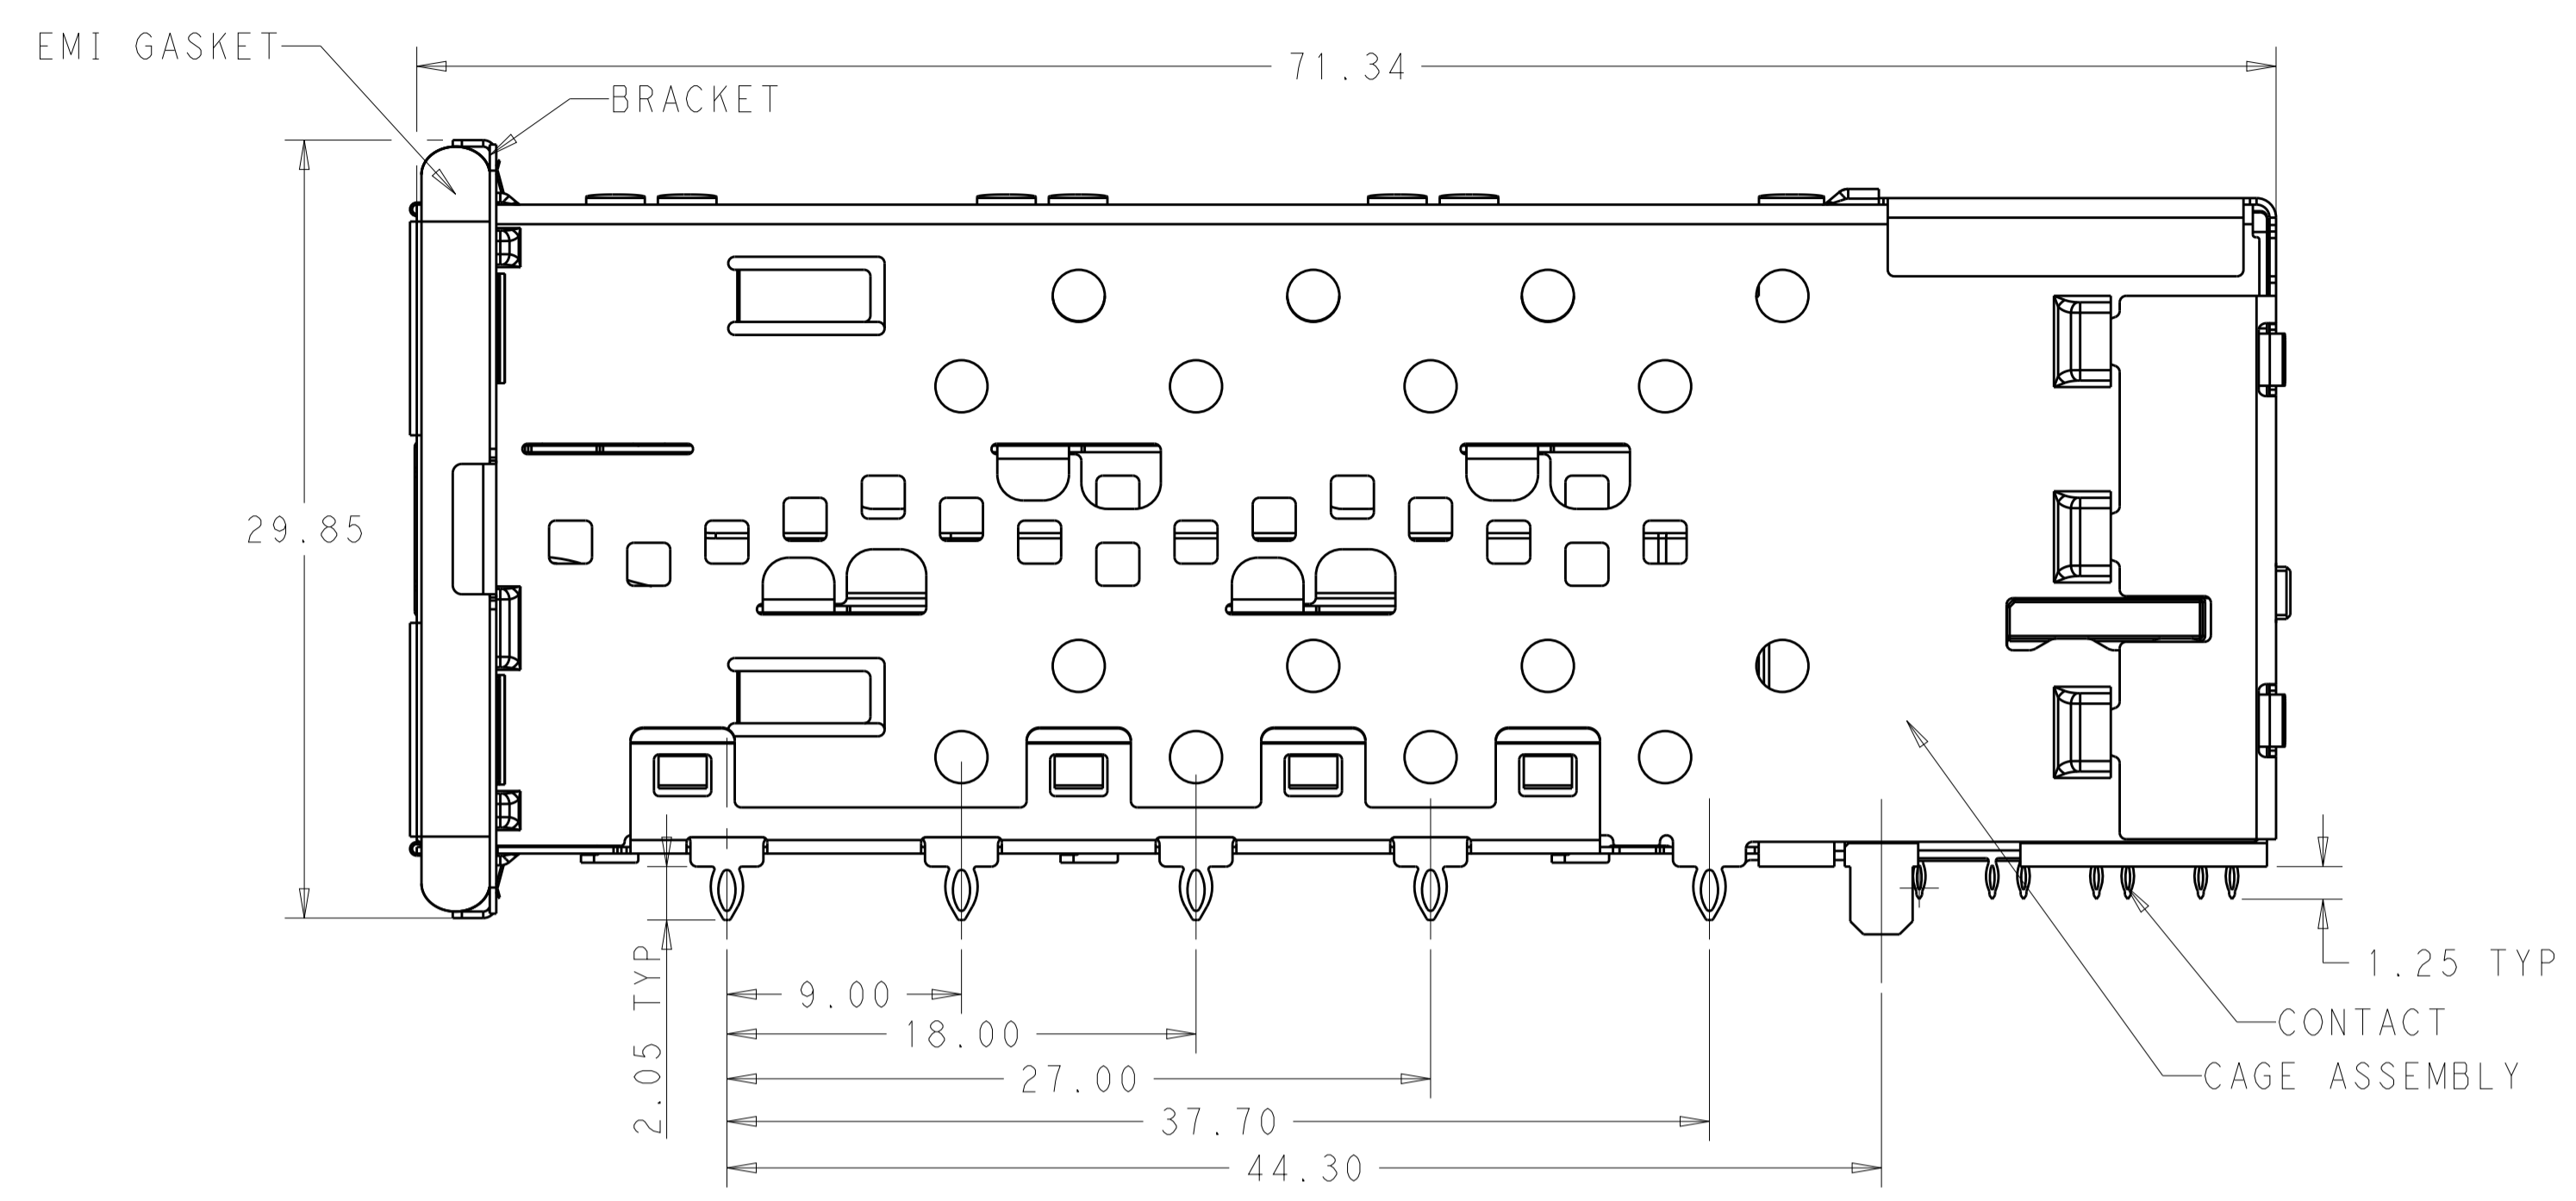 EMI GASKET
71.34
BRACKET
29.85
2.05 TYP
1.25 TYP
9.00
CONTACT
18.00
27.00
CAGE ASSEMBLY
37.70
44.30